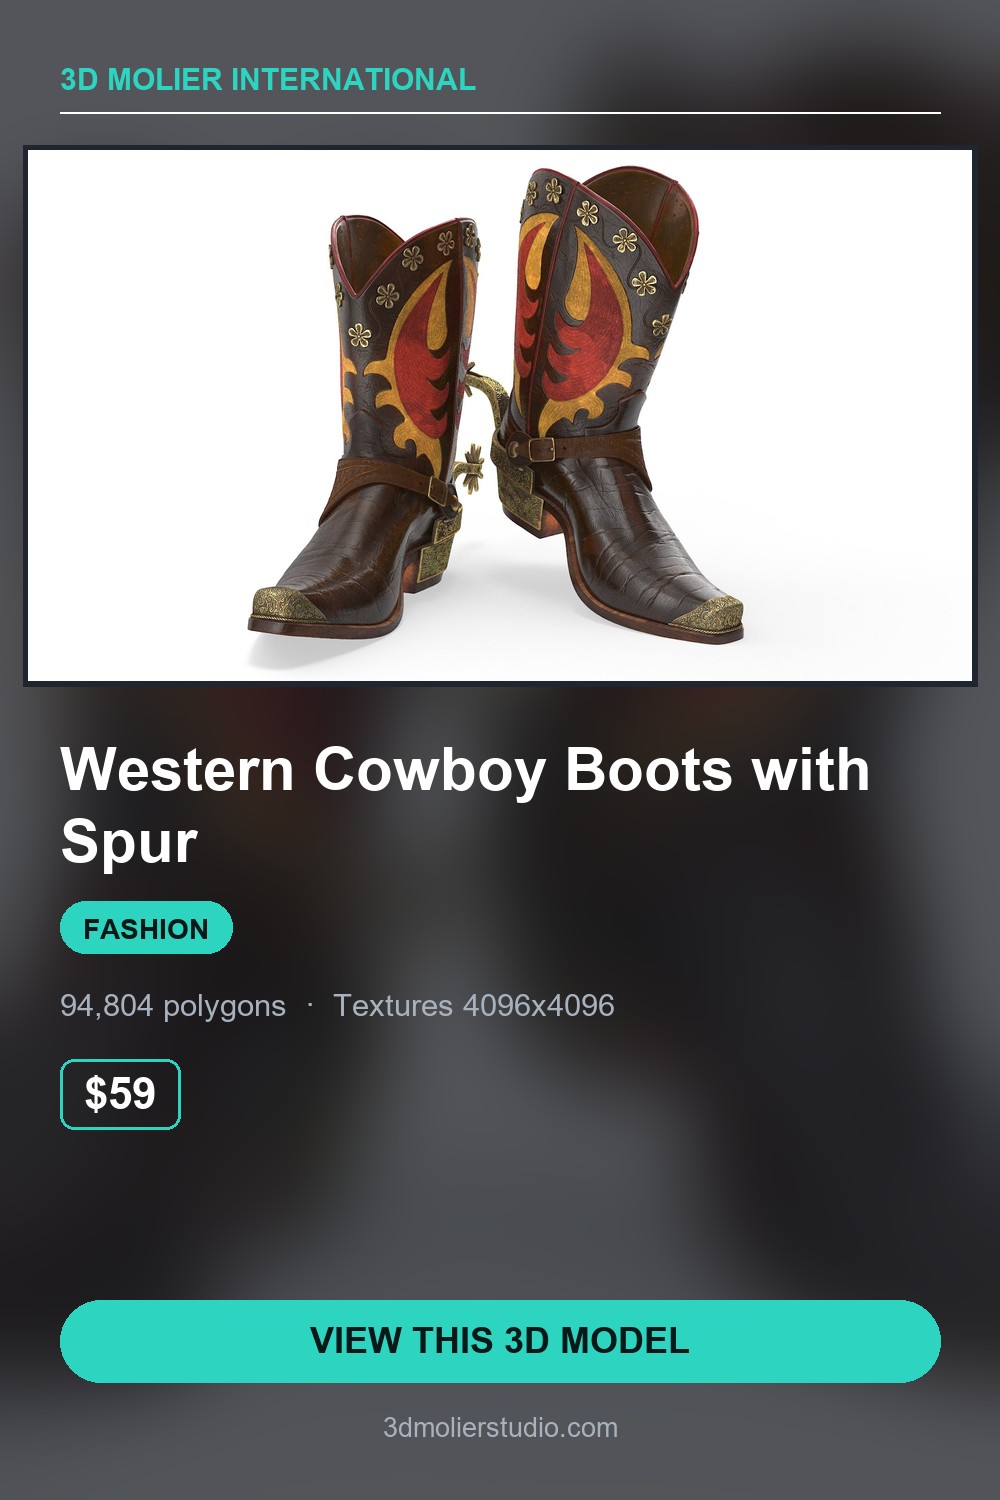 3D MOLIER INTERNATIONAL
Western Cowboy Boots with
Spur
FASHION
94,804 polygons · Textures 4096x4096
$59
VIEW THIS 3D MODEL
3dmolierstudio.com